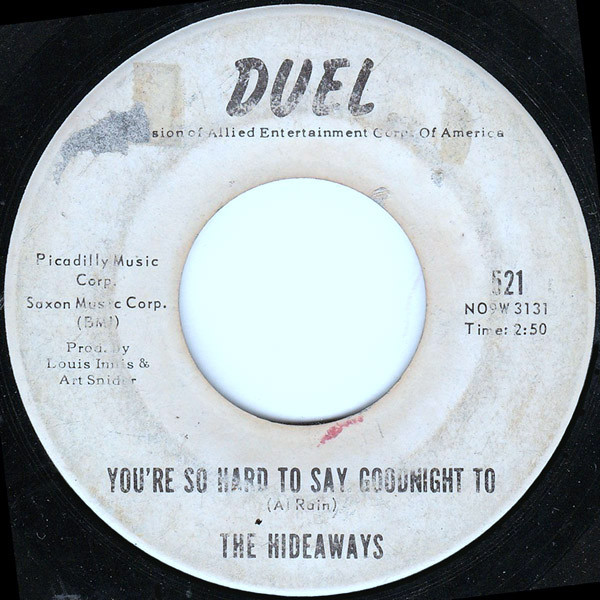 DUEL
sion of Allied Entertainment Corp. Of America
Picadilly Music
Corp.
Saxon Music Corp.
(BMI)
Prod. by
Louis Innis &
Art Snider
521
NO9W 3131
Time: 2:50
YOU'RE SO HARD TO SAY GOODNIGHT TO
(Al Rain)
THE HIDEAWAYS